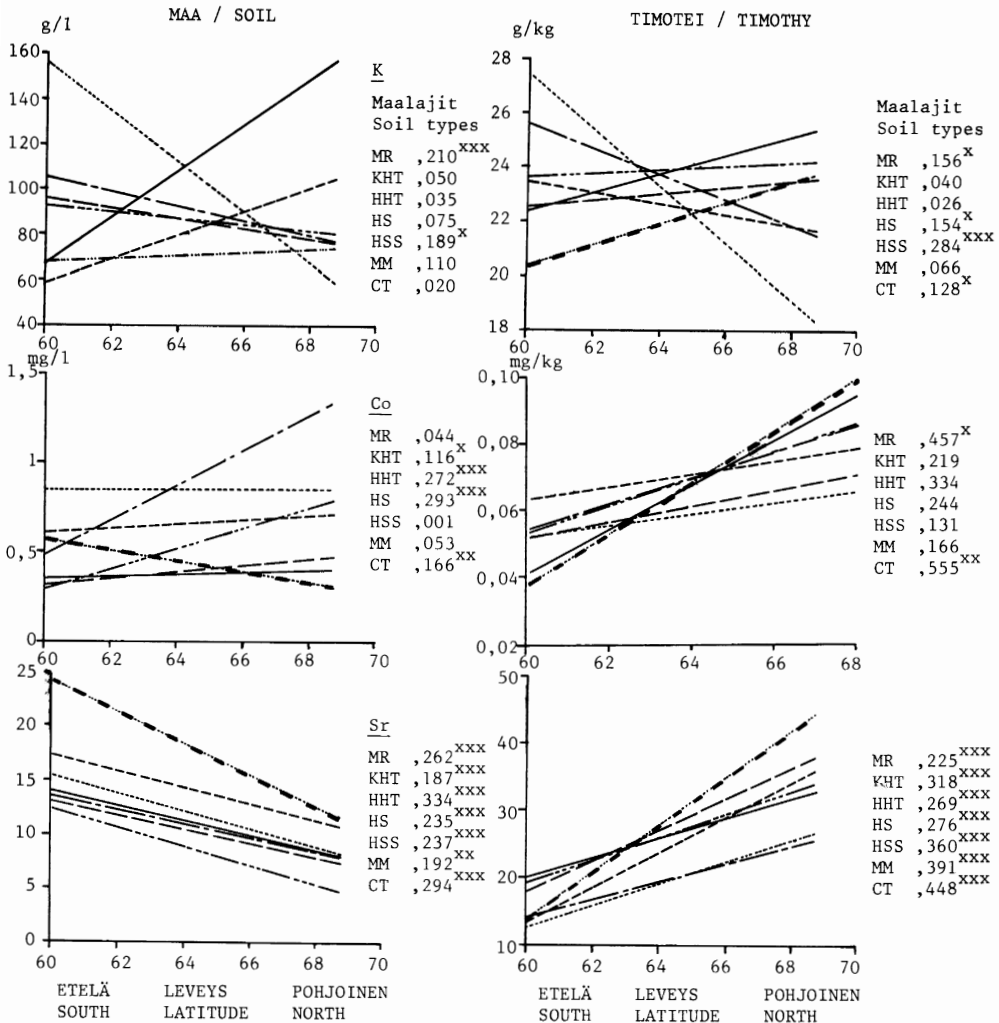 MAA / SOIL
TIMOTEI / TIMOTHY
g/l
160
140
120
100
80
60
40
60 62 64 66 68 70
K
Maalajit
Soil types
MR ,210xxx
KHT ,050
HHT ,035
HS ,075
HSS ,189x
MM ,110
CT ,020
g/kg
28
26
24
22
20
18
60 62 64 66 68 70
Maalajit
Soil types
MR ,156x
KHT ,040
HHT ,026
HS ,154x
HSS ,284xxx
MM ,066
CT ,128x
mg/l
1,5
1
0,5
0
60 62 64 66 68 70
Co
MR ,044
KHT ,116x
HHT ,272xxx
HS ,293xxx
HSS ,001
MM ,053
CT ,166xx
mg/kg
0,10
0,08
0,06
0,04
0,02
60 62 64 66 68
MR ,457x
KHT ,219
HHT ,334
HS ,244
HSS ,131
MM ,166
CT ,555xx
25
20
15
10
5
0
60 62 64 66 68 70
Sr
MR ,262xxx
KHT ,187xxx
HHT ,334xxx
HS ,235xxx
HSS ,237xxx
MM ,192xx
CT ,294xxx
50
40
30
20
10
60 62 64 66 68 70
MR ,225xxx
KHT ,318xxx
HHT ,269xxx
HS ,276xxx
HSS ,360xxx
MM ,391xxx
CT ,448xxx
ETELÄ LEVEYS POHJOINEN
SOUTH LATITUDE NORTH
ETELÄ LEVEYS POHJOINEN
SOUTH LATITUDE NORTH